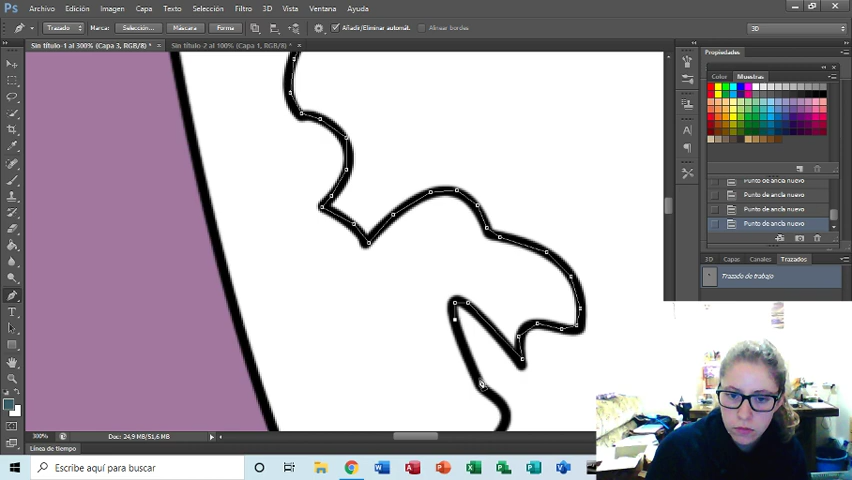 Ps
Archivo Edición Imagen Capa Texto Selección Filtro 3D Vista Ventana Ayuda
Trazado Marca: Selección... Máscara Forma Añadir/Eliminar automát. Alinear bordes 3D
Sin título-1 al 300% (Capa 3, RGB/8) * × Sin título-2 al 100% (Capa 1, RGB/8) * ×
Propiedades
Color Muestras
Punto de ancla nuevo
Punto de ancla nuevo
Punto de ancla nuevo
Punto de ancla nuevo
3D Capas Canales Trazados
Trazado de trabajo
300% Doc: 24,9 MB/51,6 MB
Línea de tiempo
Escribe aquí para buscar